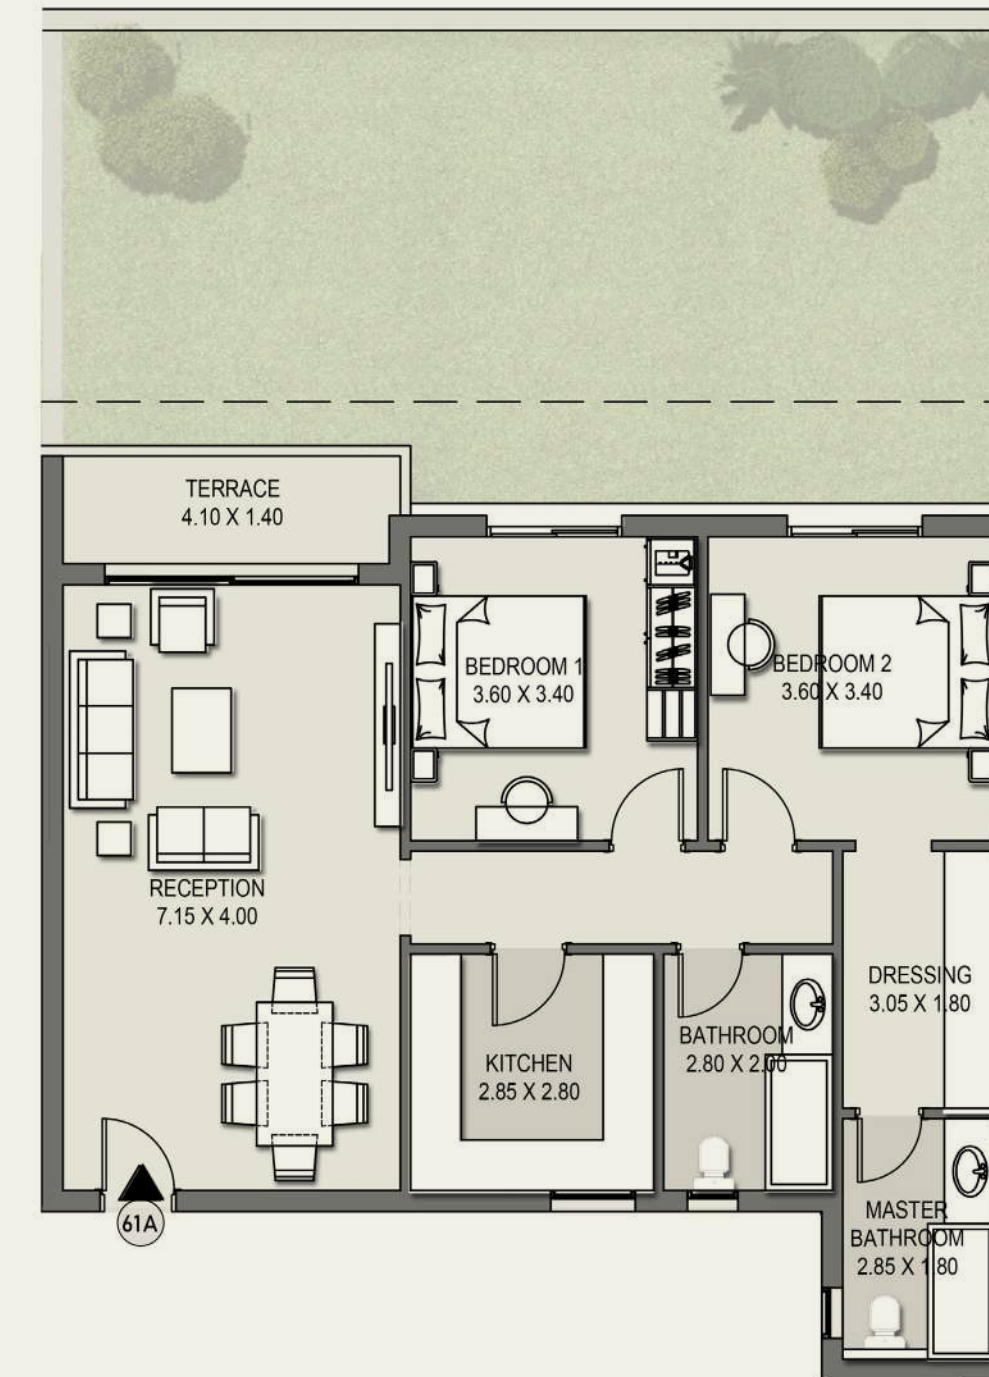 TERRACE
4.10 X 1.40
BEDROOM 1
3.60 X 3.40
BEDROOM 2
3.60 X 3.40
RECEPTION
7.15 X 4.00
DRESSING
3.05 X 1.80
KITCHEN
2.85 X 2.80
BATHROOM
2.80 X 2.00
MASTER
BATHROOM
2.85 X 1.80
61A